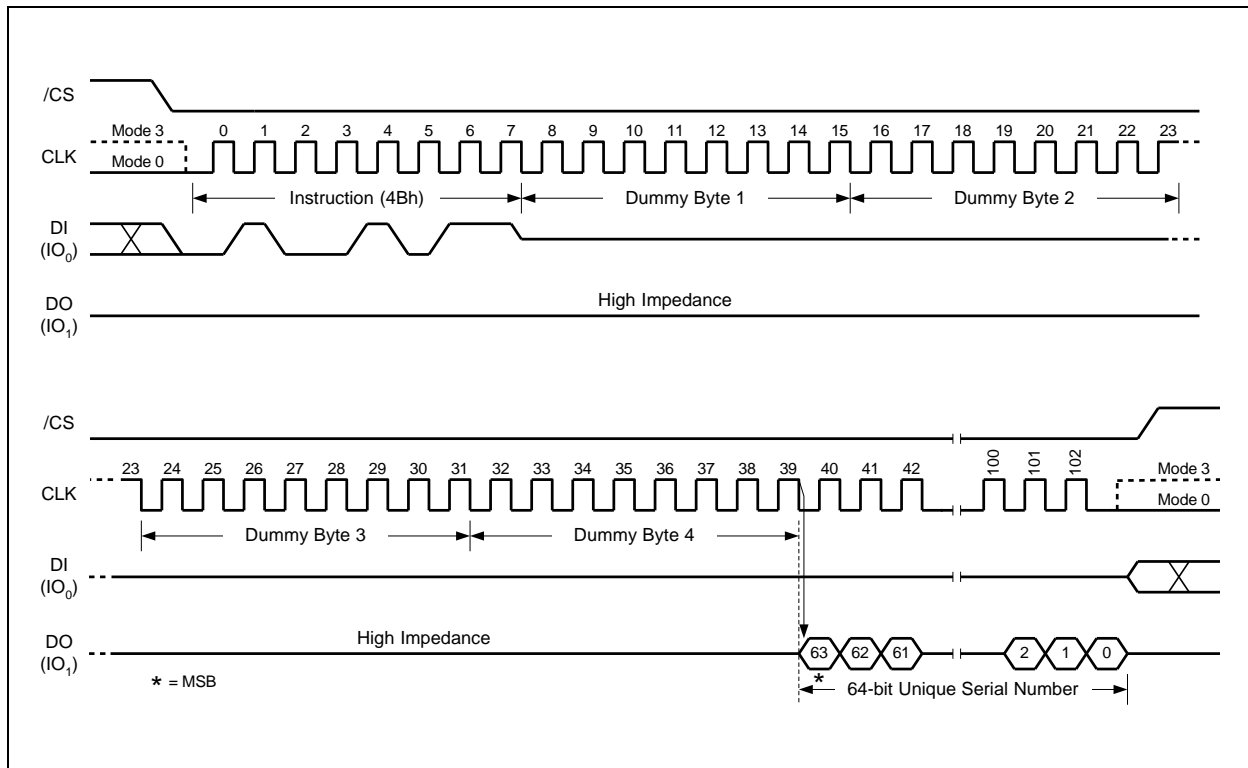 /CS
Mode 3
0 1 2 3 4 5 6 7 8 9 10 11 12 13 14 15 16 17 18 19 20 21 22 23
CLK
Mode 0
Instruction (4Bh)
Dummy Byte 1
Dummy Byte 2
DI
(IO0)
High Impedance
DO
(IO1)
/CS
23 24 25 26 27 28 29 30 31 32 33 34 35 36 37 38 39 40 41 42 100 101 102
Mode 3
CLK
Mode 0
Dummy Byte 3
Dummy Byte 4
DI
(IO0)
High Impedance
DO
(IO1)
63 62 61 2 1 0
* = MSB
*
64-bit Unique Serial Number